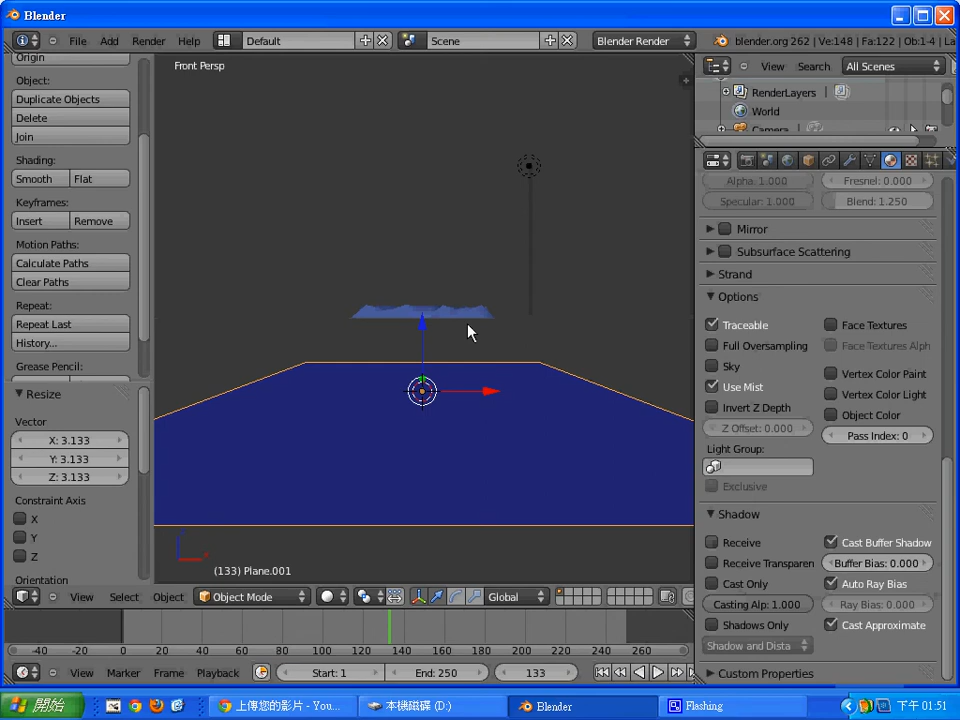 Blender
File Add Render Help Default Scene Blender Render blender.org 262 | Ve:148 | Fa:122 | Ob:1-4 | La
Origin
Object:
Duplicate Objects
Delete
Join
Shading:
Smooth Flat
Keyframes:
Insert Remove
Motion Paths:
Calculate Paths
Clear Paths
Repeat:
Repeat Last
History...
Grease Pencil:
Resize
Vector
X: 3.133
Y: 3.133
Z: 3.133
Constraint Axis
X
Y
Z
Orientation
Front Persp
(133) Plane.001
View Search All Scenes
RenderLayers
World
Camera
Alpha: 1.000 Fresnel: 0.000
Specular: 1.000 Blend: 1.250
Mirror
Subsurface Scattering
Strand
Options
Traceable Face Textures
Full Oversampling Face Textures Alph
Sky Vertex Color Paint
Use Mist Vertex Color Light
Invert Z Depth Object Color
Z Offset: 0.000 Pass Index: 0
Light Group:
Exclusive
Shadow
Receive Cast Buffer Shadow
Receive Transparen Buffer Bias: 0.000
Cast Only Auto Ray Bias
Casting Alp: 1.000 Ray Bias: 0.000
Shadows Only Cast Approximate
Shadow and Dista
Custom Properties
View Select Object Object Mode Global
-40 -20 0 20 40 60 80 100 120 140 160 180 200 220 240 260
View Marker Frame Playback Start: 1 End: 250 133
開始 上傳您的影片 - You... 本機磁碟 (D:) Blender Flashing 下午 01:51